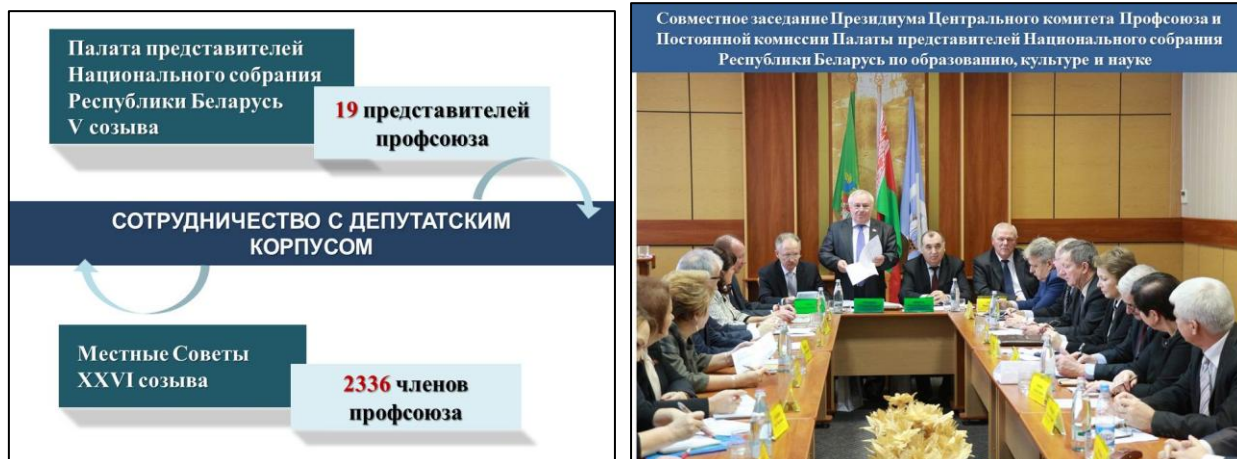 Палата представителей
Национального собрания
Республики Беларусь
V созыва
19 представителей
профсоюза
СОТРУДНИЧЕСТВО С ДЕПУТАТСКИМ
КОРПУСОМ
Местные Советы
XXVI созыва
2336 членов
профсоюза
Совместное заседание Президиума Центрального комитета Профсоюза и
Постоянной комиссии Палаты представителей Национального собрания
Республики Беларусь по образованию, культуре и науке